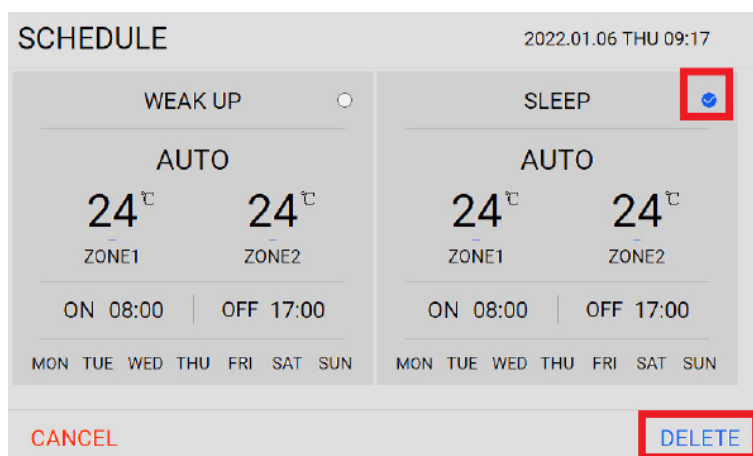 SCHEDULE 2022.01.06 THU 09:17
WEAK UP
AUTO
24℃ 24℃
ZONE1 ZONE2
ON 08:00 OFF 17:00
MON TUE WED THU FRI SAT SUN
SLEEP
AUTO
24℃ 24℃
ZONE1 ZONE2
ON 08:00 OFF 17:00
MON TUE WED THU FRI SAT SUN
CANCEL DELETE